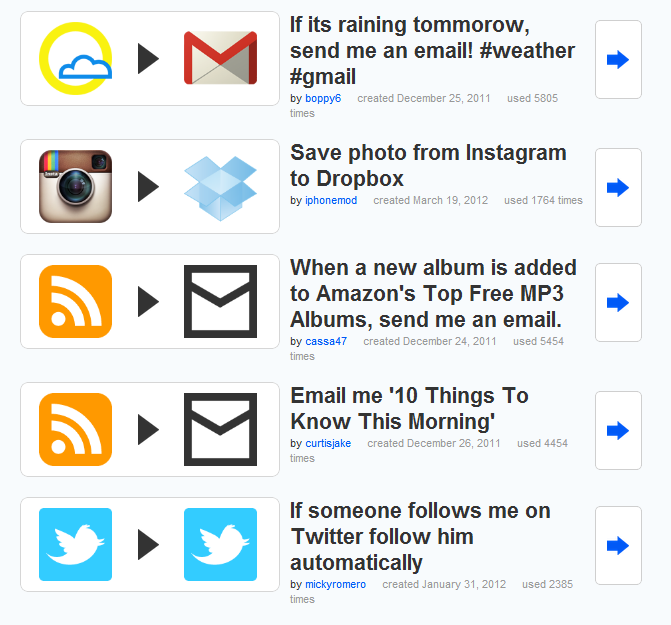 If its raining tommorow,
send me an email! #weather
#gmail
by boppy6 created December 25, 2011 used 5805
times
Save photo from Instagram
to Dropbox
by iphonemod created March 19, 2012 used 1764 times
When a new album is added
to Amazon's Top Free MP3
Albums, send me an email.
by cassa47 created December 24, 2011 used 5454
times
Email me '10 Things To
Know This Morning'
by curtisjake created December 26, 2011 used 4454
times
If someone follows me on
Twitter follow him
automatically
by mickyromero created January 31, 2012 used 2385
times